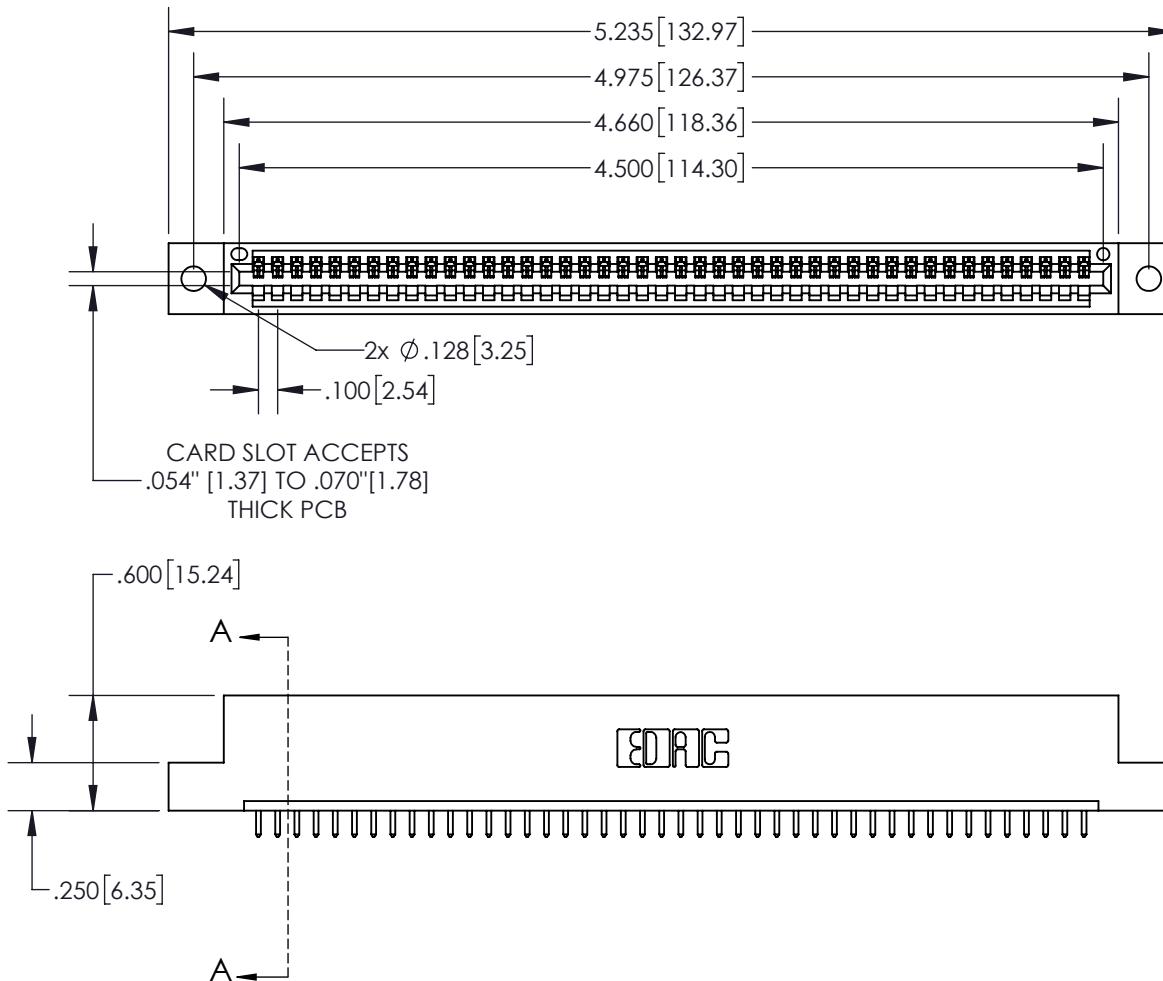 5.235[132.97]
4.975[126.37]
4.660[118.36]
4.500[114.30]
2x Ø.128[3.25]
.100[2.54]
CARD SLOT ACCEPTS
.054" [1.37] TO .070"[1.78]
THICK PCB
.600[15.24]
A
EDAC
.250[6.35]
A